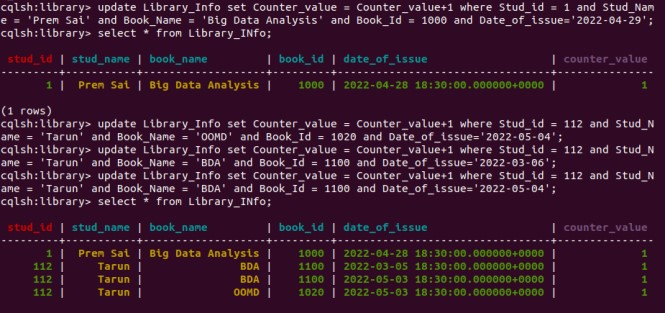 cqlsh:library> update Library_Info set Counter_value = Counter_value+1 where Stud_id = 1 and Stud_Nam
e = 'Prem Sai' and Book_Name = 'Big Data Analysis' and Book_Id = 1000 and Date_of_issue='2022-04-29';
cqlsh:library> select * from Library_INfo;
stud_id | stud_name | book_name | book_id | date_of_issue | counter_value
---------+-----------+-------------------+---------+---------------------------------+---------------
1 | Prem Sai | Big Data Analysis | 1000 | 2022-04-28 18:30:00.000000+0000 | 1
(1 rows)
cqlsh:library> update Library_Info set Counter_value = Counter_value+1 where Stud_id = 112 and Stud_N
ame = 'Tarun' and Book_Name = 'OOMD' and Book_Id = 1020 and Date_of_issue='2022-05-04';
cqlsh:library> update Library_Info set Counter_value = Counter_value+1 where Stud_id = 112 and Stud_N
ame = 'Tarun' and Book_Name = 'BDA' and Book_Id = 1100 and Date_of_issue='2022-03-06';
cqlsh:library> update Library_Info set Counter_value = Counter_value+1 where Stud_id = 112 and Stud_N
ame = 'Tarun' and Book_Name = 'BDA' and Book_Id = 1100 and Date_of_issue='2022-05-04';
cqlsh:library> select * from Library_INfo;
stud_id | stud_name | book_name | book_id | date_of_issue | counter_value
---------+-----------+-------------------+---------+---------------------------------+---------------
1 | Prem Sai | Big Data Analysis | 1000 | 2022-04-28 18:30:00.000000+0000 | 1
112 | Tarun | BDA | 1100 | 2022-03-05 18:30:00.000000+0000 | 1
112 | Tarun | BDA | 1100 | 2022-05-03 18:30:00.000000+0000 | 1
112 | Tarun | OOMD | 1020 | 2022-05-03 18:30:00.000000+0000 | 1